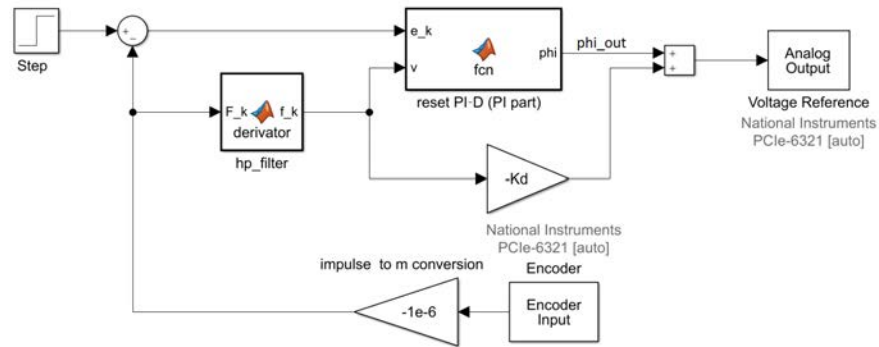 Step
+
−
e_k
v
fcn
phi
reset PI-D (PI part)
phi_out
+
+
Analog
Output
Voltage Reference
National Instruments
PCIe-6321 [auto]
F_k
f_k
derivator
hp_filter
-Kd
National Instruments
PCIe-6321 [auto]
Encoder
impulse to m conversion
-1e-6
Encoder
Input